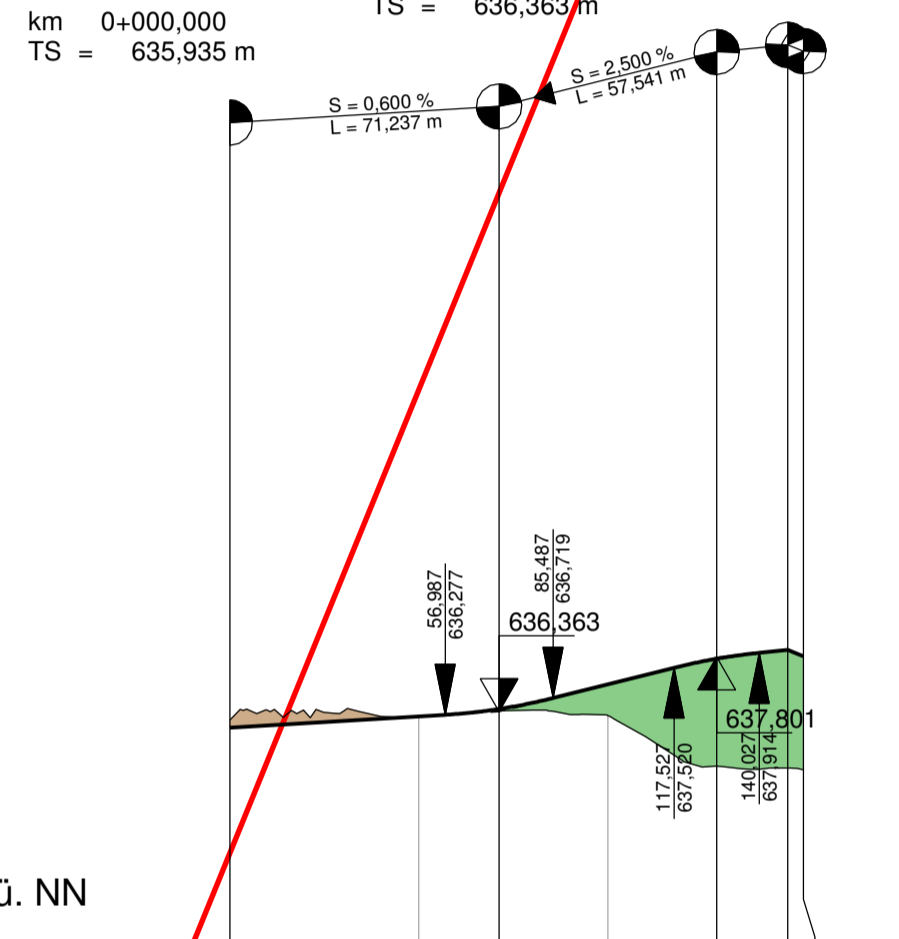 TS = 636,363 m
km 0+000,000
TS = 635,935 m
S = 0,600 %
L = 71,237 m
S = 2,500 %
L = 57,541 m
56,987
636,277
85,487
636,719
636,363
637,801
117,527
637,520
140,027
637,914
ü. NN